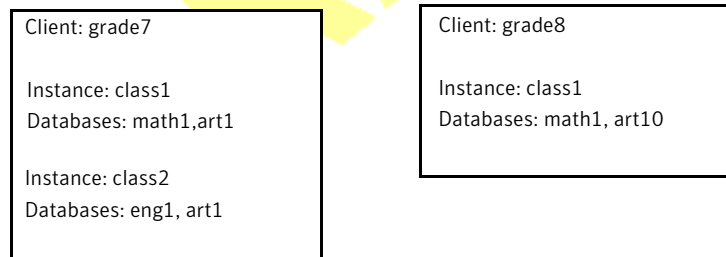 Client: grade7
Instance: class1
Databases: math1,art1
Instance: class2
Databases: eng1, art1
Client: grade8
Instance: class1
Databases: math1, art10